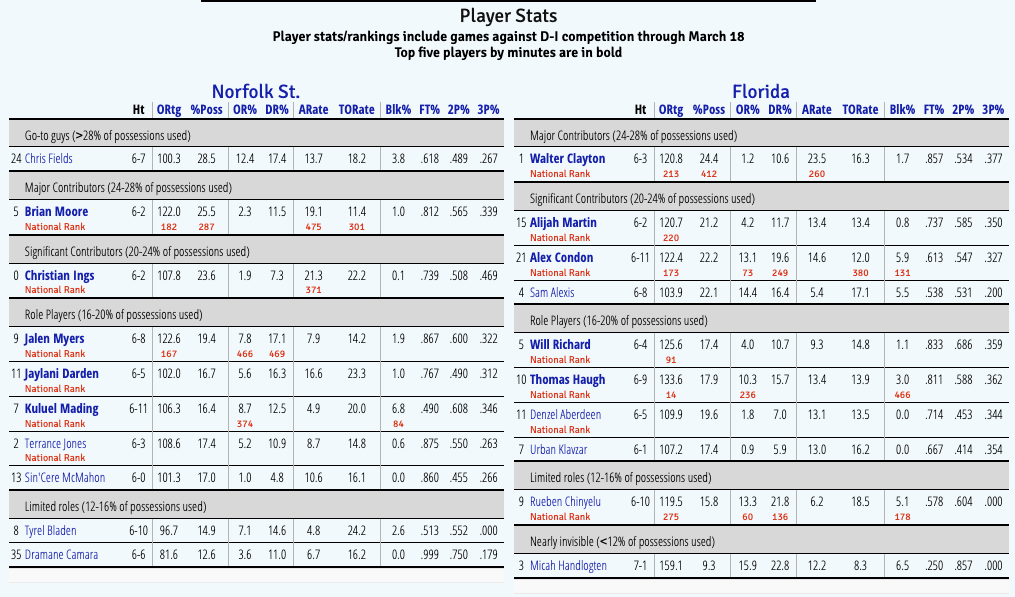 Player Stats
Player stats/rankings include games against D-I competition through March 18
Top five players by minutes are in bold
Norfolk St.
Ht ORtg %Poss OR% DR% ARate TORate Blk% FT% 2P% 3P%
Go-to guys (>28% of possessions used)
24 Chris Fields 6-7 100.3 28.5 12.4 17.4 13.7 18.2 3.8 .618 .489 .267
Major Contributors (24-28% of possessions used)
5 Brian Moore 6-2 122.0 25.5 2.3 11.5 19.1 11.4 1.0 .812 .565 .339
National Rank 182 287 475 301
Significant Contributors (20-24% of possessions used)
0 Christian Ings 6-2 107.8 23.6 1.9 7.3 21.3 22.2 0.1 .739 .508 .469
National Rank 371
Role Players (16-20% of possessions used)
9 Jalen Myers 6-8 122.6 19.4 7.8 17.1 7.9 14.2 1.9 .867 .600 .322
National Rank 167 466 469
11 Jaylani Darden 6-5 102.0 16.7 5.6 16.3 16.6 23.3 1.0 .767 .490 .312
National Rank
7 Kuluel Mading 6-11 106.3 16.4 8.7 12.5 4.9 20.0 6.8 .490 .608 .346
National Rank 374 84
2 Terrance Jones 6-3 108.6 17.4 5.2 10.9 8.7 14.8 0.6 .875 .550 .263
National Rank
13 Sin'Cere McMahon 6-0 101.3 17.0 1.0 4.8 10.6 16.1 0.0 .860 .455 .266
Limited roles (12-16% of possessions used)
8 Tyrel Bladen 6-10 96.7 14.9 7.1 14.6 4.8 24.2 2.6 .513 .552 .000
35 Dramane Camara 6-6 81.6 12.6 3.6 11.0 6.7 16.2 0.0 .999 .750 .179
Florida
Ht ORtg %Poss OR% DR% ARate TORate Blk% FT% 2P% 3P%
Major Contributors (24-28% of possessions used)
1 Walter Clayton 6-3 120.8 24.4 1.2 10.6 23.5 16.3 1.7 .857 .534 .377
National Rank 213 412 260
Significant Contributors (20-24% of possessions used)
15 Alijah Martin 6-2 120.7 21.2 4.2 11.7 13.4 13.4 0.8 .737 .585 .350
National Rank 220
21 Alex Condon 6-11 122.4 22.2 13.1 19.6 14.6 12.0 5.9 .613 .547 .327
National Rank 173 73 249 380 131
4 Sam Alexis 6-8 103.9 22.1 14.4 16.4 5.4 17.1 5.5 .538 .531 .200
Role Players (16-20% of possessions used)
5 Will Richard 6-4 125.6 17.4 4.0 10.7 9.3 14.8 1.1 .833 .686 .359
National Rank 91
10 Thomas Haugh 6-9 133.6 17.9 10.3 15.7 13.4 13.9 3.0 .811 .588 .362
National Rank 14 236 466
11 Denzel Aberdeen 6-5 109.9 19.6 1.8 7.0 13.1 13.5 0.0 .714 .453 .344
National Rank
7 Urban Klavzar 6-1 107.2 17.4 0.9 5.9 13.0 16.2 0.0 .667 .414 .354
Limited roles (12-16% of possessions used)
9 Rueben Chinyelu 6-10 119.5 15.8 13.3 21.8 6.2 18.5 5.1 .578 .604 .000
National Rank 275 60 136 178
Nearly invisible (<12% of possessions used)
3 Micah Handlogten 7-1 159.1 9.3 15.9 22.8 12.2 8.3 6.5 .250 .857 .000